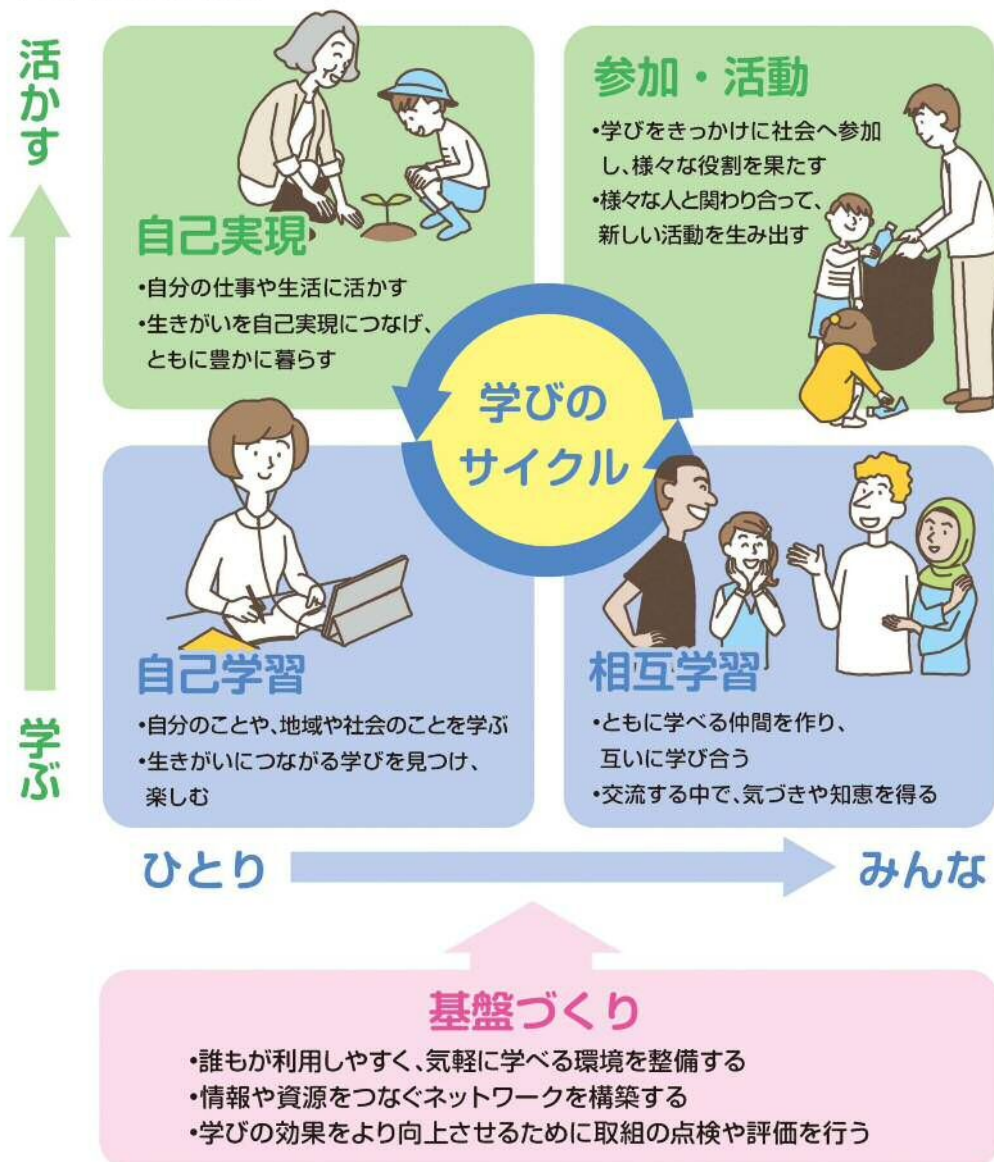 活かす
学ぶ
自己実現
•自分の仕事や生活に活かす
•生きがいを自己実現につなげ、
ともに豊かに暮らす
参加・活動
•学びをきっかけに社会へ参加
し、様々な役割を果たす
•様々な人と関わり合って、
新しい活動を生み出す
学びの
サイクル
自己学習
•自分のことや、地域や社会のことを学ぶ
•生きがいにつながる学びを見つけ、
楽しむ
相互学習
•ともに学べる仲間を作り、
互いに学び合う
•交流する中で、気づきや知恵を得る
ひとり
みんな
基盤づくり
•誰もが利用しやすく、気軽に学べる環境を整備する
•情報や資源をつなぐネットワークを構築する
•学びの効果をより向上させるために取組の点検や評価を行う